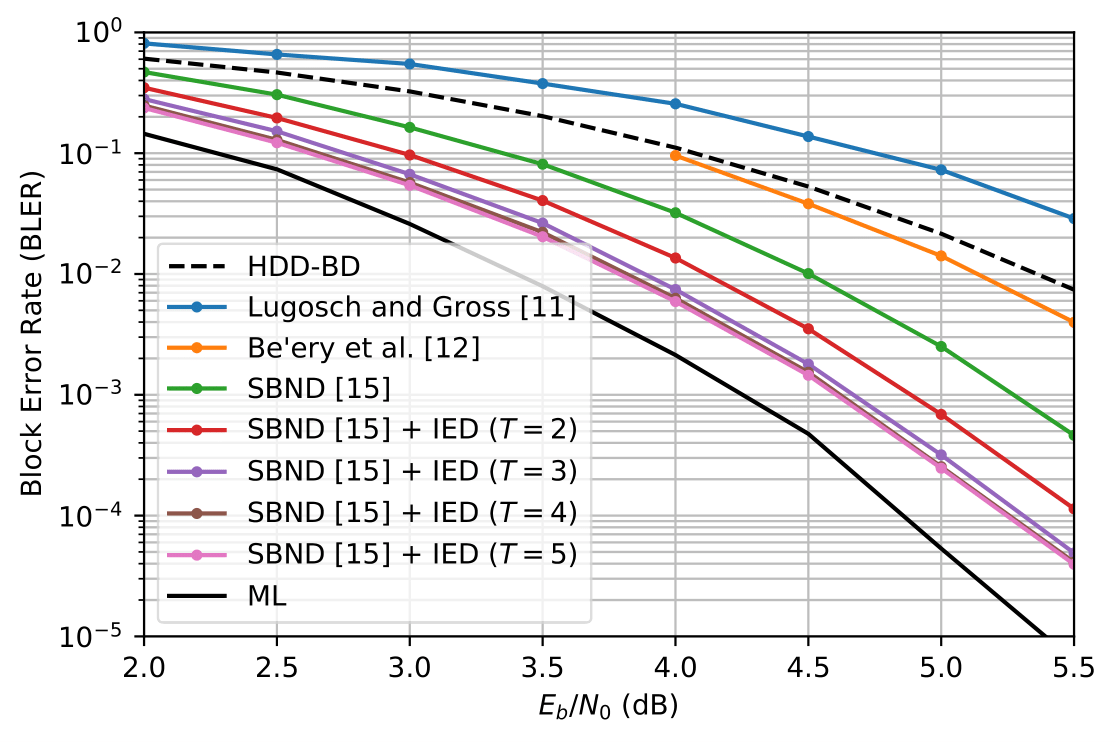 10⁰
10⁻¹
10⁻²
10⁻³
10⁻⁴
10⁻⁵
Block Error Rate (BLER)
HDD-BD
Lugosch and Gross [11]
Be'ery et al. [12]
SBND [15]
SBND [15] + IED (T = 2)
SBND [15] + IED (T = 3)
SBND [15] + IED (T = 4)
SBND [15] + IED (T = 5)
ML
2.0 2.5 3.0 3.5 4.0 4.5 5.0 5.5
E_b/N₀ (dB)